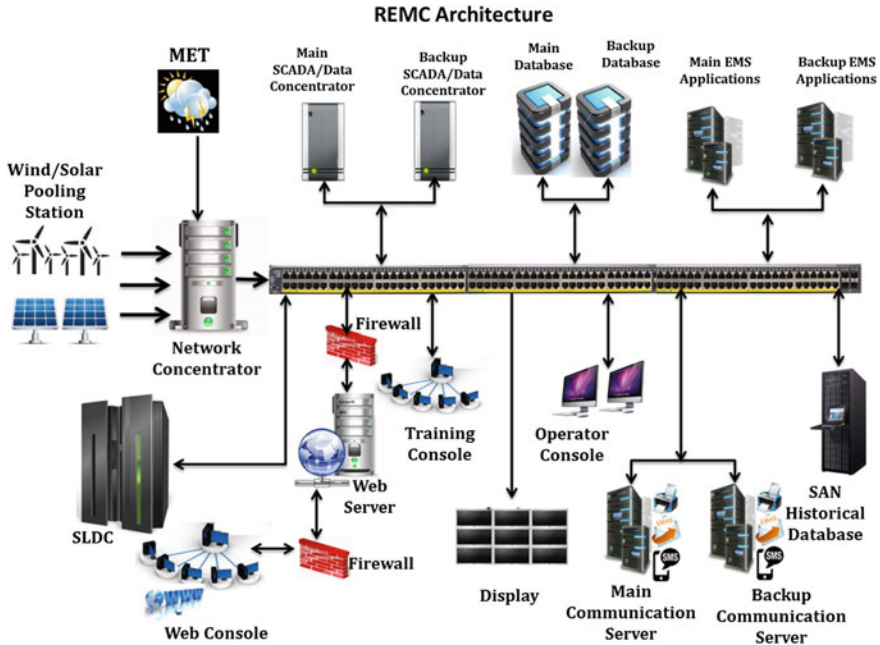 REMC Architecture
MET
Main
SCADA/Data
Concentrator
Backup
SCADA/Data
Concentrator
Main
Database
Backup
Database
Main EMS
Applications
Backup EMS
Applications
Wind/Solar
Pooling
Station
Network
Concentrator
Firewall
Training
Console
Operator
Console
SAN
Historical
Database
Web
Server
SLDC
Firewall
Web Console
Display
SMS
SMS
Main
Communication
Server
Backup
Communication
Server